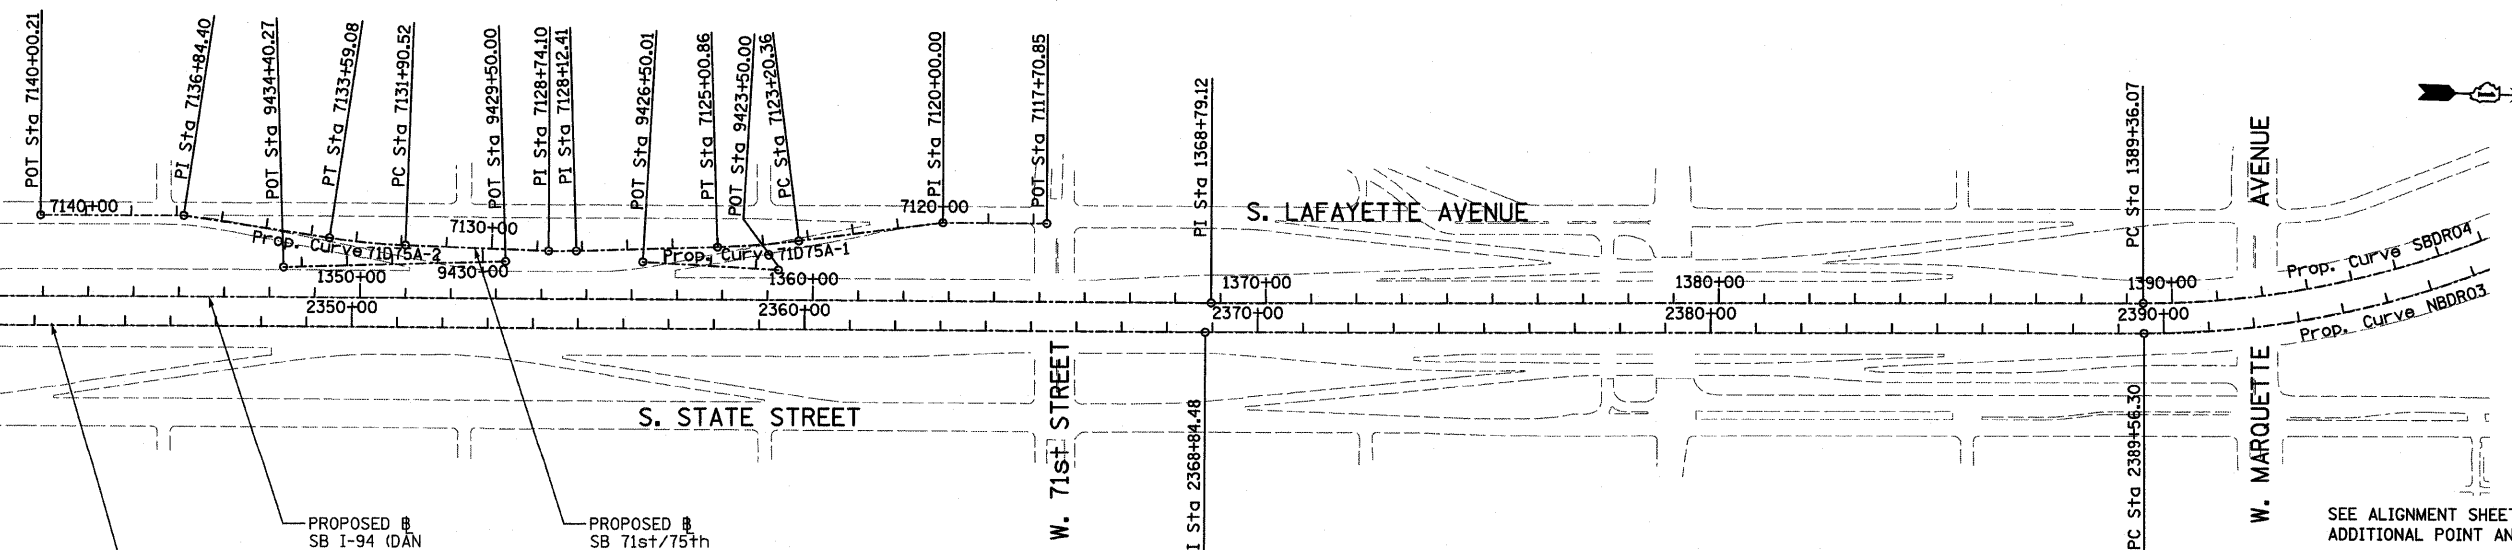 POT Sta 7140+00.21
PI Sta 7136+84.40
POT Sta 9434+40.27
PT Sta 7133+59.08
PC Sta 7131+90.52
POT Sta 9429+50.00
PI Sta 7128+74.10
PI Sta 7128+12.41
POT Sta 9426+50.01
PT Sta 7125+00.86
POT Sta 9423+50.00
PC Sta 7123+20.36
PI Sta 7120+00.00
POT Sta 7117+70.85
PI Sta 1368+79.12
PC Sta 1389+36.07
7140+00
7130+00
7120+00
S. LAFAYETTE AVENUE
Prop. Curve 71D75A-2
Prop. Curve 71D75A-1
Prop. Curve SBDR04
1350+00
9430+00
1360+00
1370+00
1380+00
1390+00
Prop. Curve NBDR03
2350+00
2360+00
2370+00
2380+00
2390+00
S. STATE STREET
W. 71st STREET
I Sta 2368+84.48
PC Sta 2389+56.30
W. MARQUETTE AVENUE
PROPOSED B
SB I-94 (DAN
PROPOSED B
SB 71st/75th
SEE ALIGNMENT SHEET
ADDITIONAL POINT AN